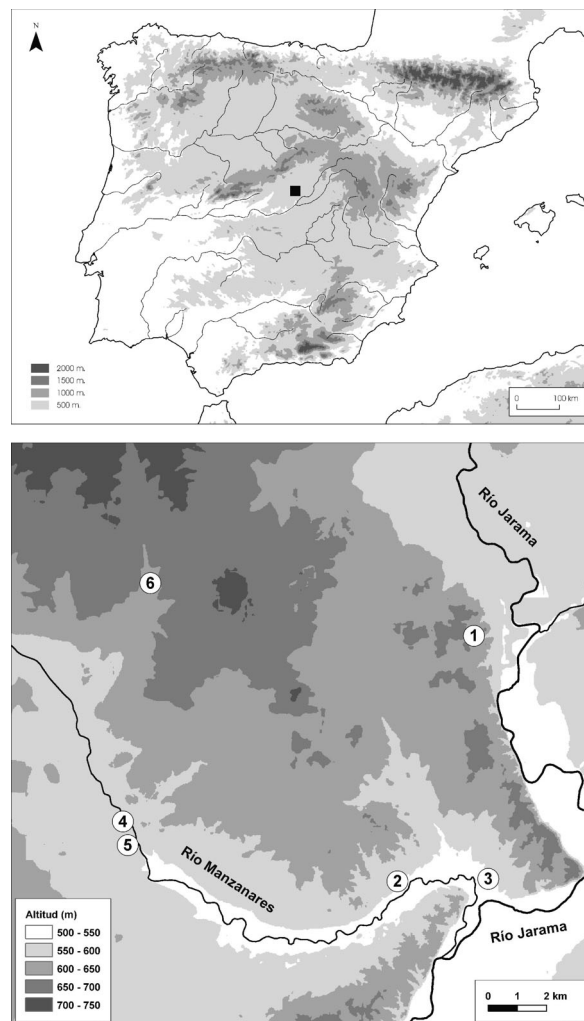 N
2000 m.
1500 m.
1000 m.
500 m.
0 100 km
Río Jarama
6
1
4
5
Río Manzanares
2
3
Río Jarama
Altitud (m)
500 - 550
550 - 600
600 - 650
650 - 700
700 - 750
0 1 2 km